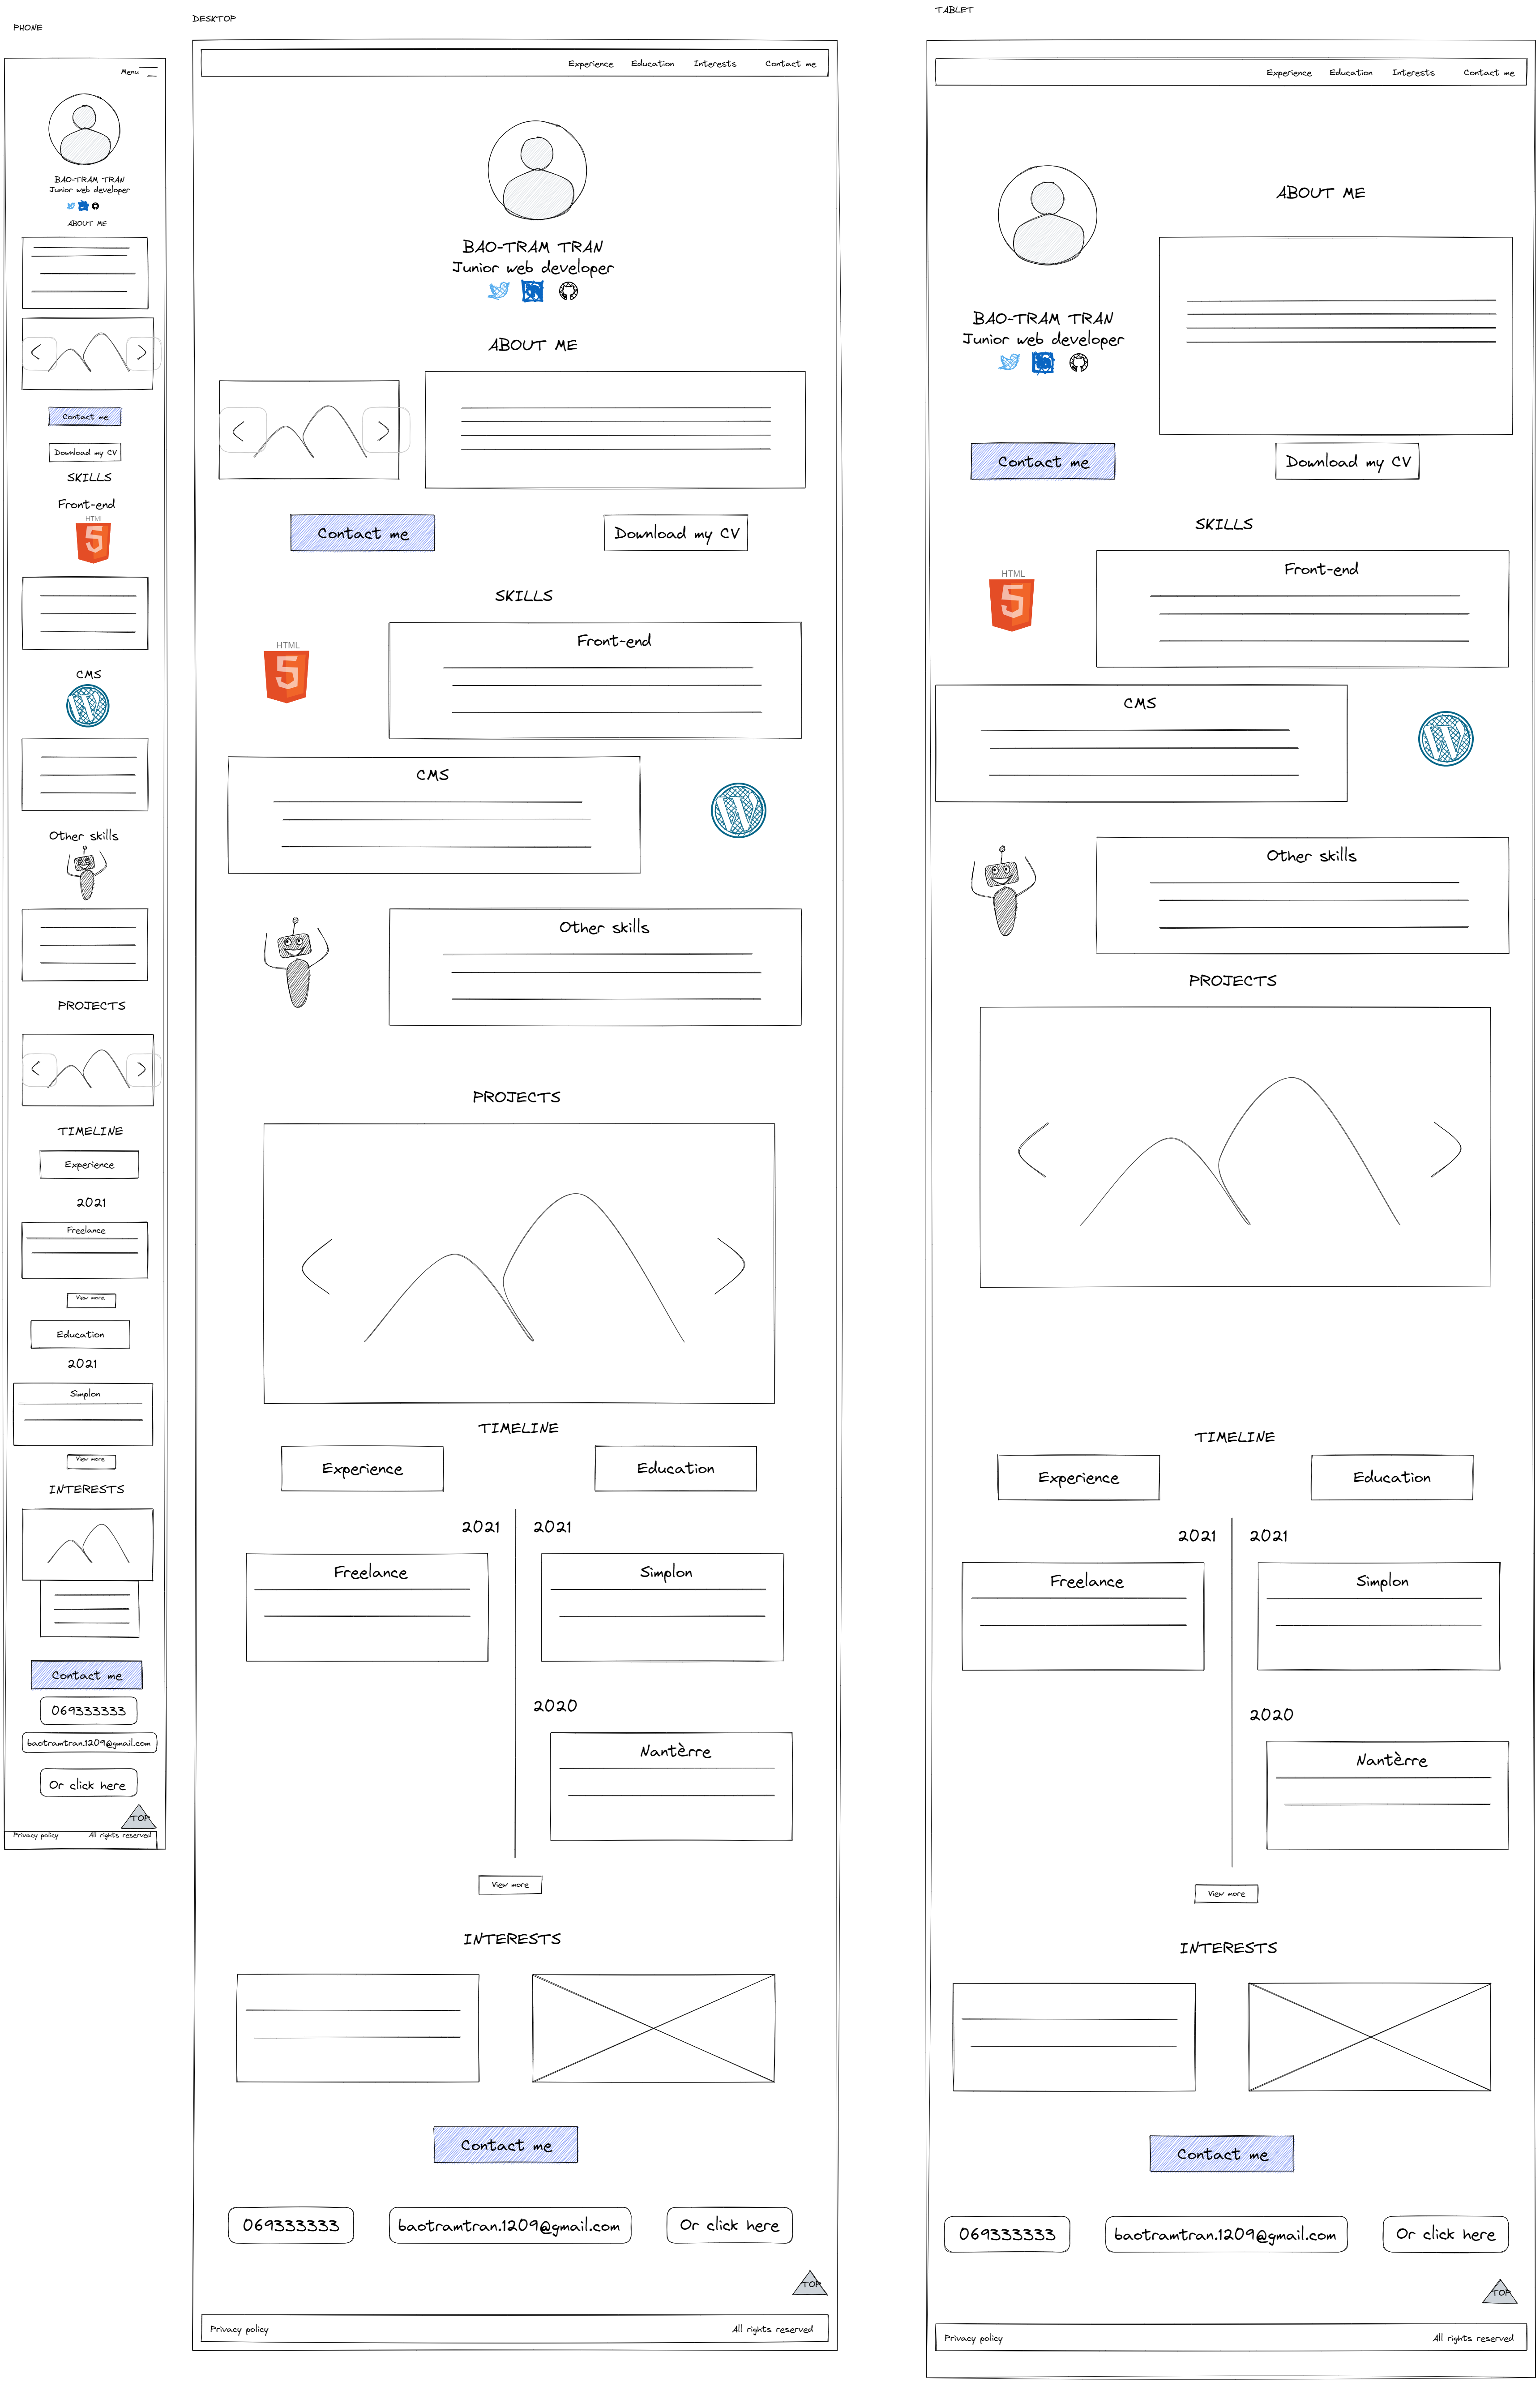 PHONE
Menu
BAO-TRAM TRAN
Junior web developer
ABOUT ME
Contact me
Download my CV
SKILLS
Front-end
HTML
5
CMS
W
Other skills
PROJECTS
TIMELINE
Experience
2021
Freelance
View more
Education
2021
Simplon
View more
INTERESTS
Contact me
069333333
baotramtran.1209@gmail.com
Or click here
TOP
Privacy policy
All rights reserved
DESKTOP
Experience
Education
Interests
Contact me
BAO-TRAM TRAN
Junior web developer
in
ABOUT ME
Contact me
Download my CV
SKILLS
HTML
5
Front-end
CMS
W
Other skills
PROJECTS
TIMELINE
Experience
Education
2021
2021
Freelance
Simplon
2020
Nantèrre
View more
INTERESTS
Contact me
069333333
baotramtran.1209@gmail.com
Or click here
TOP
Privacy policy
All rights reserved
TABLET
Experience
Education
Interests
Contact me
ABOUT ME
BAO-TRAM TRAN
Junior web developer
Contact me
Download my CV
SKILLS
HTML
5
Front-end
CMS
W
Other skills
PROJECTS
TIMELINE
Experience
Education
2021
2021
Freelance
Simplon
2020
Nantèrre
View more
INTERESTS
Contact me
069333333
baotramtran.1209@gmail.com
Or click here
TOP
Privacy policy
All rights reserved